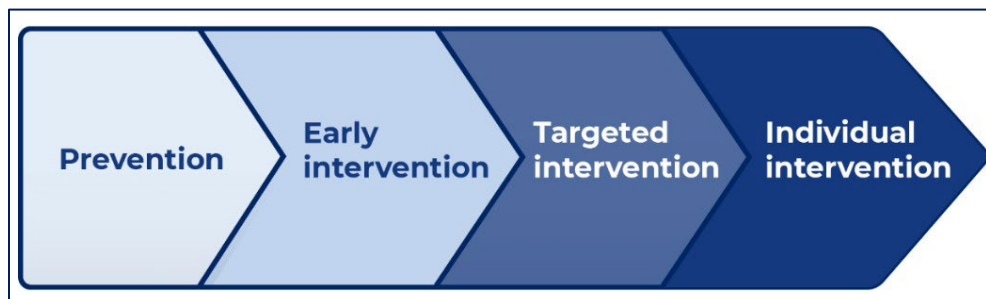 Prevention
Early
intervention
Targeted
intervention
Individual
intervention